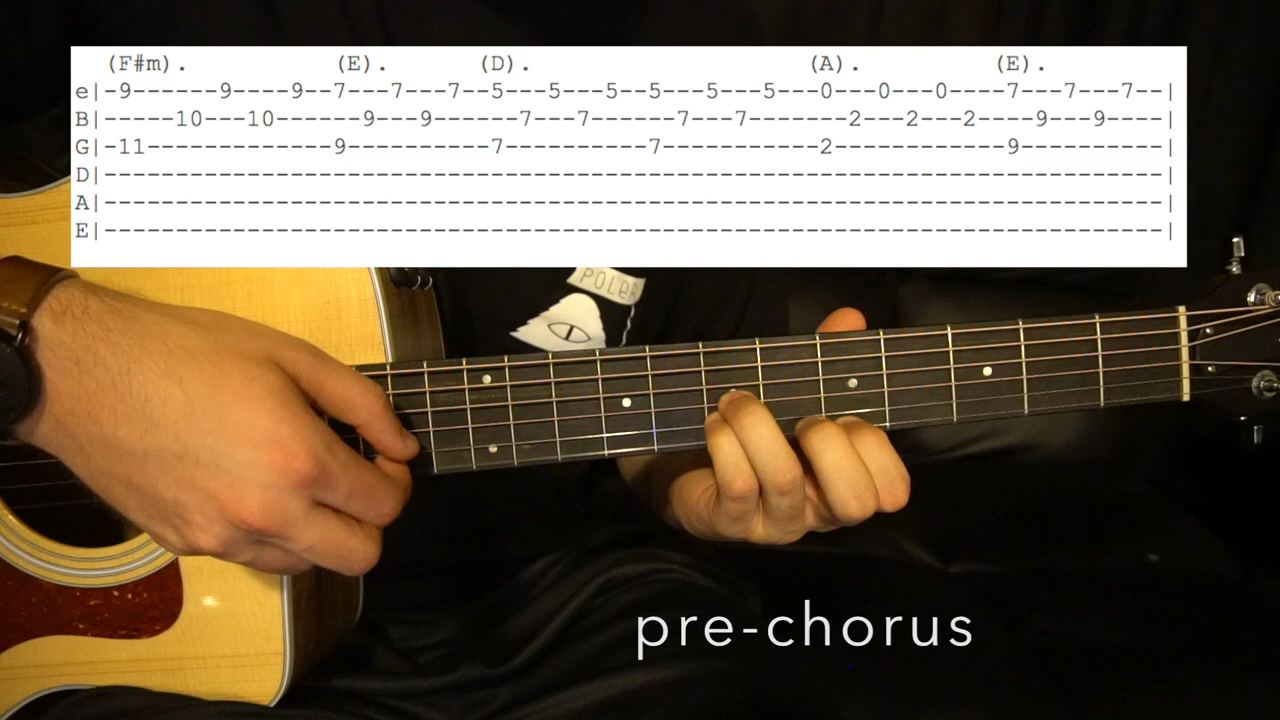 (F#m). (E). (D). (A). (E).
e|-9------9----9--7---7---7--5---5---5--5---5---5---0---0---0----7---7---7--|
B|-----10---10------9---9------7---7------7---7-------2---2---2----9---9----|
G|-11-------------9----------7----------7-----------2------------9----------|
D|--------------------------------------------------------------------------|
A|--------------------------------------------------------------------------|
E|--------------------------------------------------------------------------|
POLER
pre-chorus